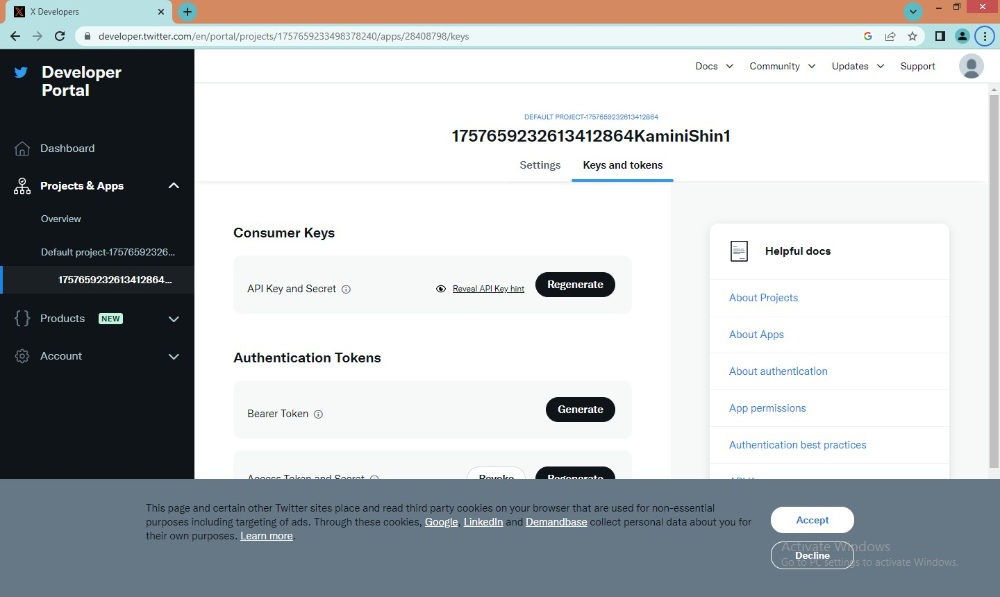 X Developers
developer.twitter.com/en/portal/projects/1757659233498378240/apps/28408798/keys
Developer
Portal
Docs
Community
Updates
Support
Dashboard
Projects & Apps
Overview
Default project-17576592326...
1757659232613412864...
Products NEW
Account
DEFAULT PROJECT-1757659232613412864
1757659232613412864KaminiShin1
Settings
Keys and tokens
Consumer Keys
API Key and Secret
Reveal API Key hint
Regenerate
Authentication Tokens
Bearer Token
Generate
Access Token and Secret
Revoke
Regenerate
Helpful docs
About Projects
About Apps
About authentication
App permissions
Authentication best practices
This page and certain other Twitter sites place and read third party cookies on your browser that are used for non-essential
purposes including targeting of ads. Through these cookies, Google, LinkedIn and Demandbase collect personal data about you for
their own purposes. Learn more.
Accept
Decline
Activate Windows
Go to PC settings to activate Windows.